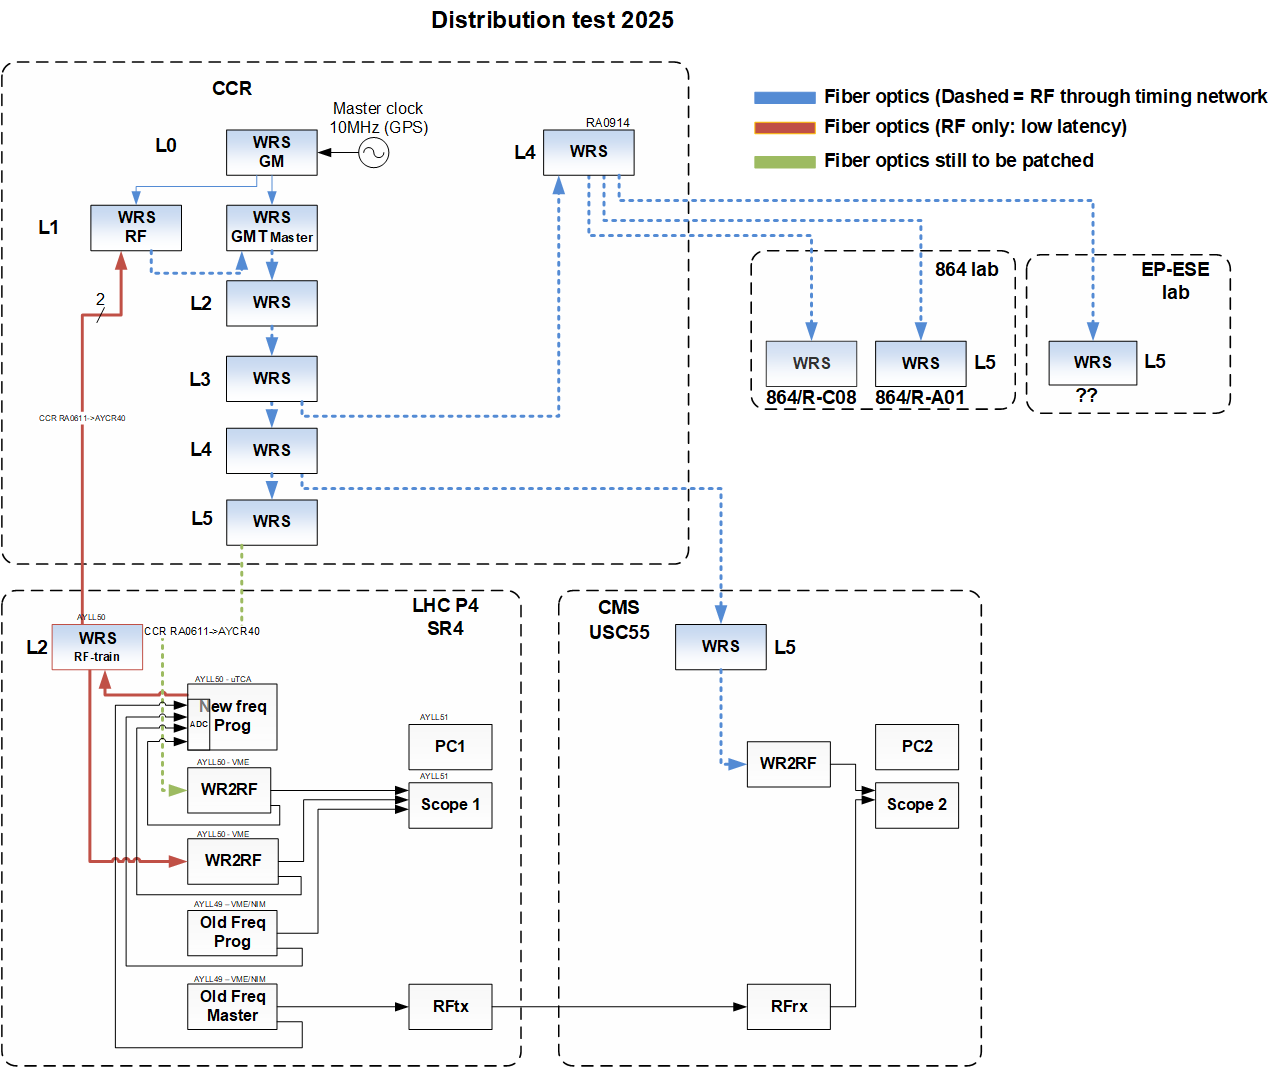 Distribution test 2025
CCR
Fiber optics (Dashed = RF through timing network
Fiber optics (RF only: low latency)
Fiber optics still to be patched
Master clock
10MHz (GPS)
L0
WRS
GM
RA0914
L4
WRS
L1
WRS
RF
WRS
GMT Master
864 lab
EP-ESE
lab
L2
WRS
2
L3
WRS
WRS
864/R-C08
WRS
L5
864/R-A01
WRS
L5
??
CCR RA0611->AYCR40
L4
WRS
L5
WRS
LHC P4
SR4
CMS
USC55
AYLL50
L2
WRS
RF-train
CCR RA0611->AYCR40
WRS
L5
AYLL50 - uTCA
New freq
Prog
ADC
AYLL51
PC1
PC2
AYLL50 - VME
WR2RF
AYLL51
Scope 1
WR2RF
Scope 2
AYLL50 - VME
WR2RF
AYLL49 – VME/NIM
Old Freq
Prog
AYLL49 – VME/NIM
Old Freq
Master
RFtx
RFrx